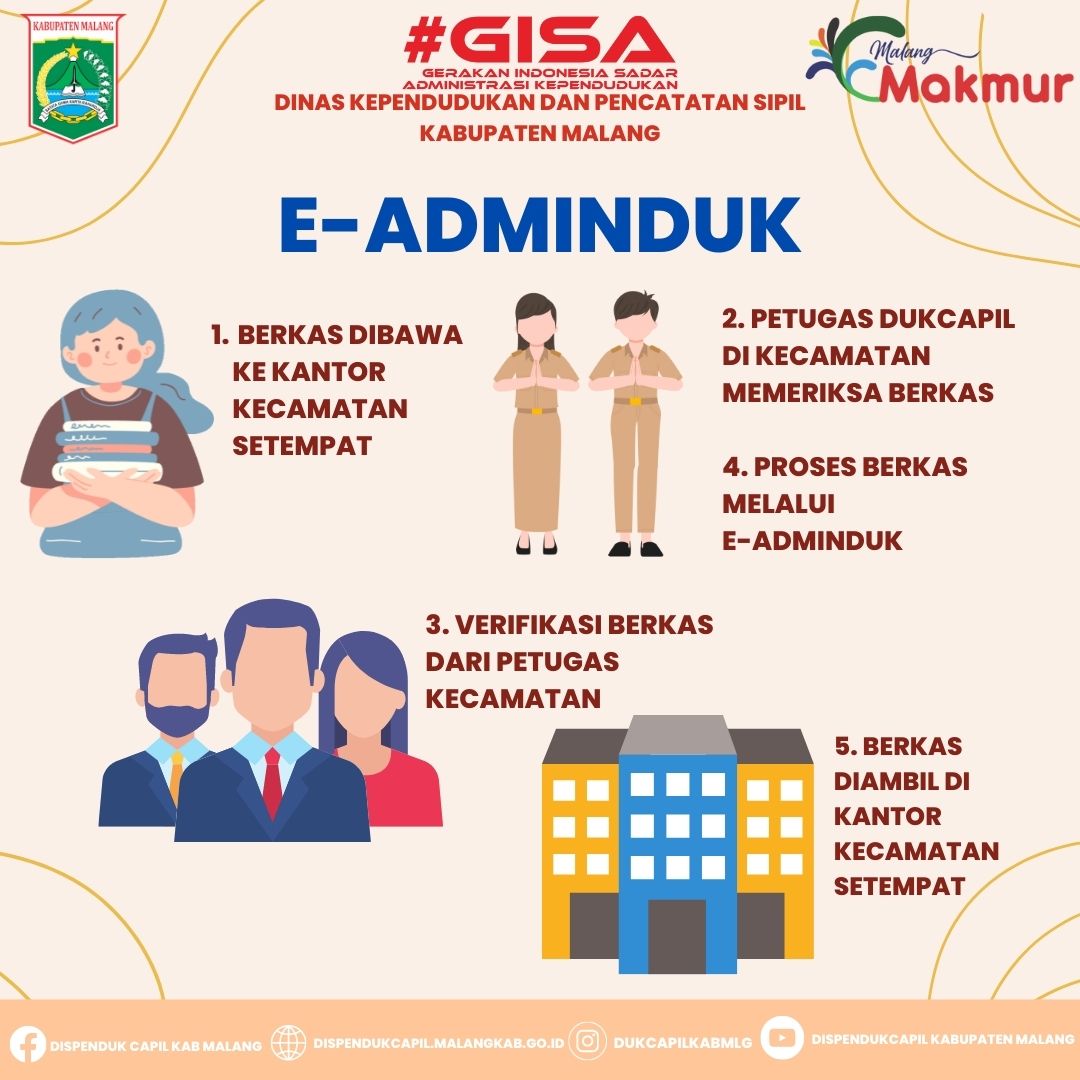 KABUPATEN MALANG
#GISA
GERAKAN INDONESIA SADAR
ADMINISTRASI KEPENDUDUKAN
DINAS KEPENDUDUKAN DAN PENCATATAN SIPIL
KABUPATEN MALANG
Malang
Makmur
E-ADMINDUK
1. BERKAS DIBAWA
KE KANTOR
KECAMATAN
SETEMPAT
2. PETUGAS DUKCAPIL
DI KECAMATAN
MEMERIKSA BERKAS
4. PROSES BERKAS
MELALUI
E-ADMINDUK
3. VERIFIKASI BERKAS
DARI PETUGAS
KECAMATAN
5. BERKAS
DIAMBIL DI
KANTOR
KECAMATAN
SETEMPAT
DISPENDUK CAPIL KAB MALANG
DISPENDUKCAPIL.MALANGKAB.GO.ID
DUKCAPILKABMLG
DISPENDUKCAPIL KABUPATEN MALANG